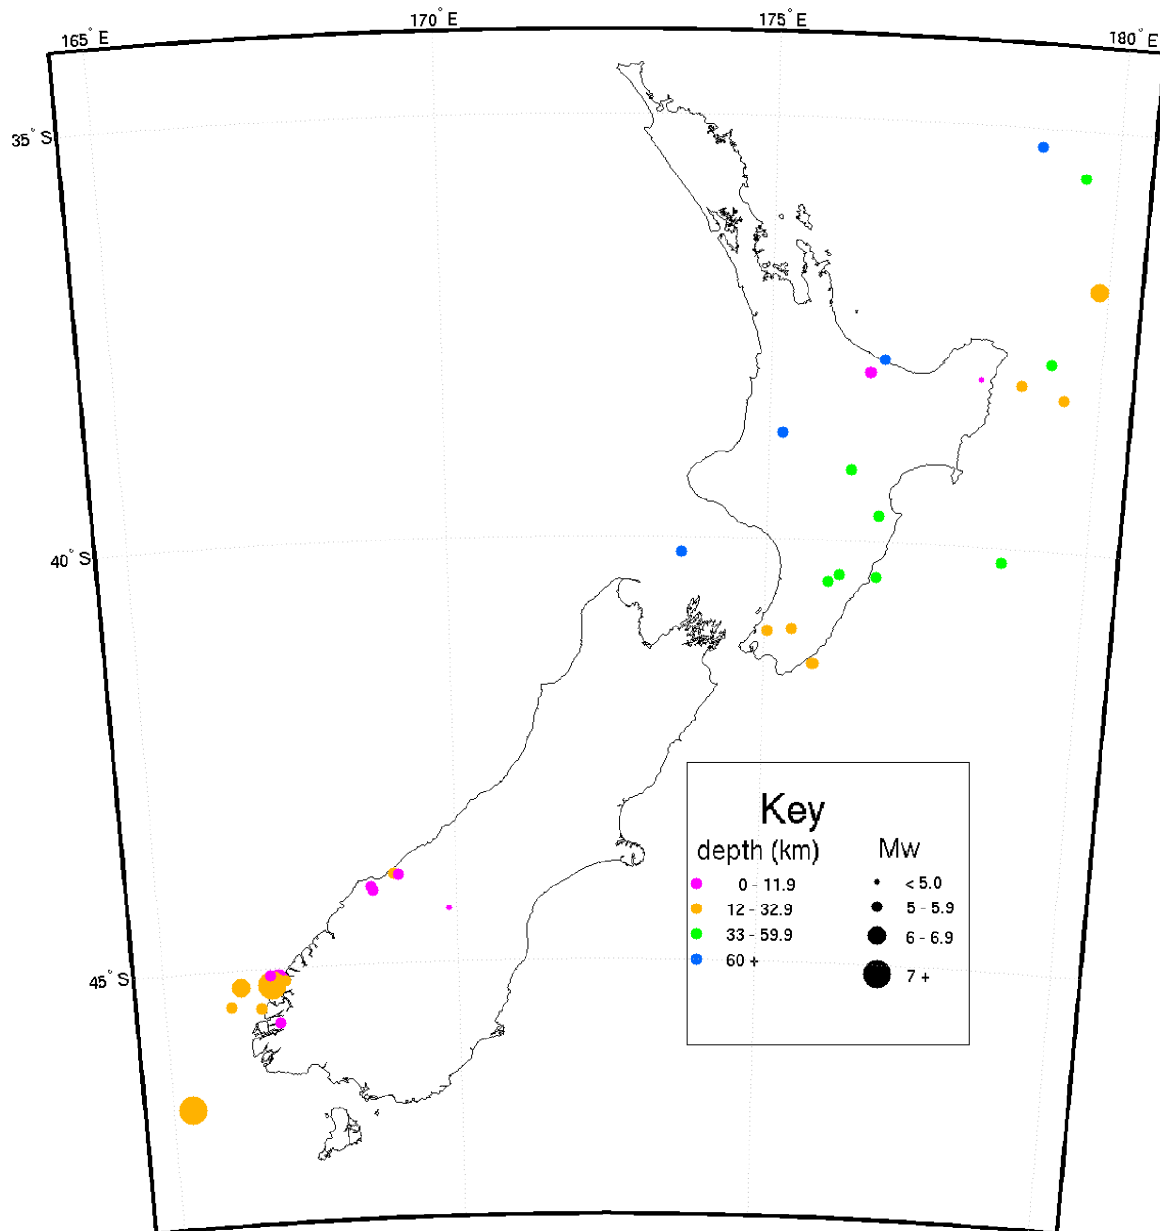 165° E
170° E
175° E
180° E
35° S
40° S
45° S
Key
depth (km)
Mw
0 - 11.9
< 5.0
12 - 32.9
5 - 5.9
33 - 59.9
6 - 6.9
60 +
7 +